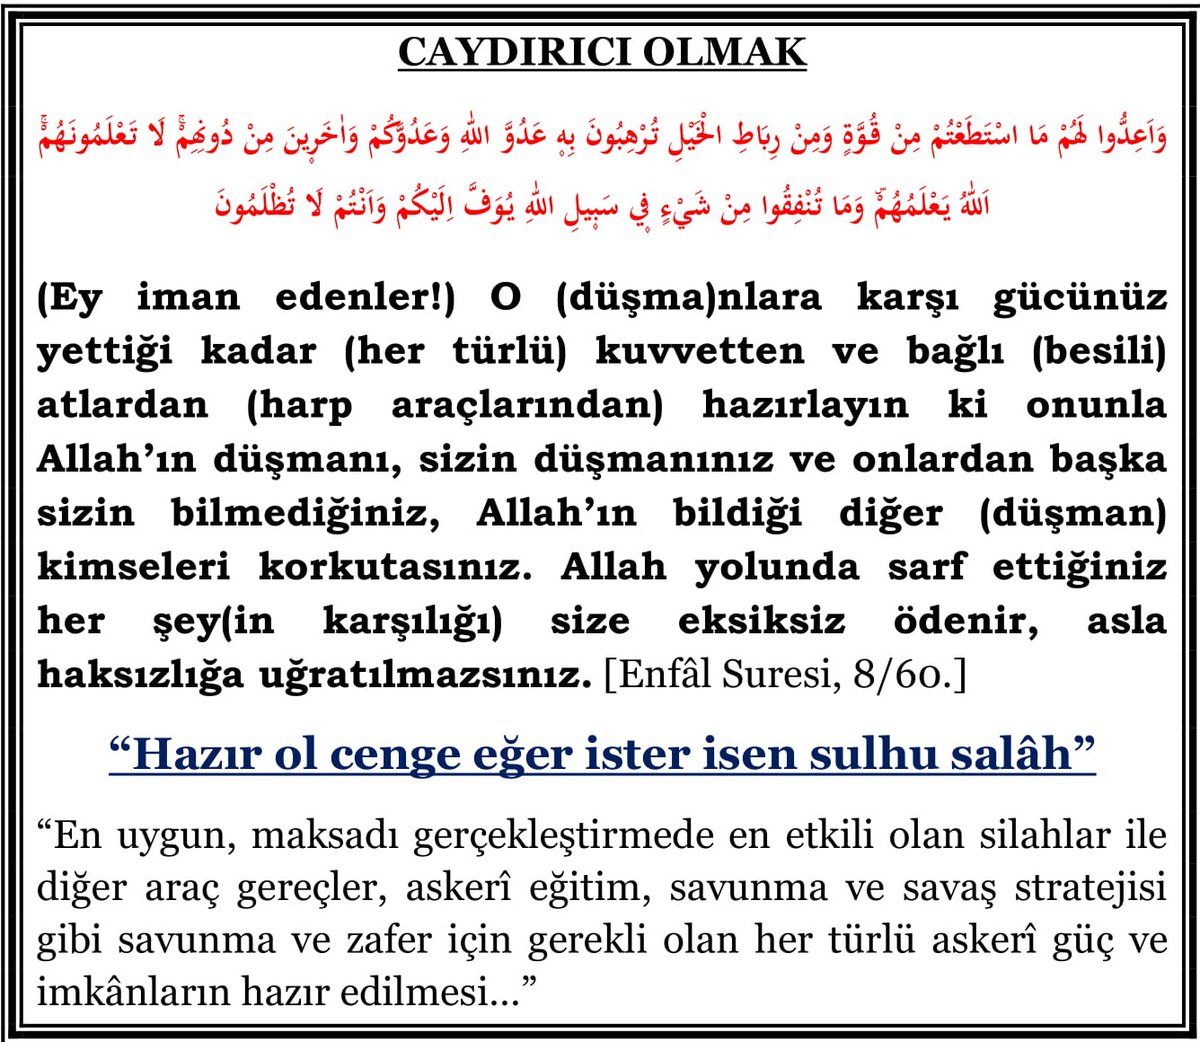 CAYDIRICI OLMAK
وَاَعِدُّوا لَهُمْ مَا اسْتَطَعْتُمْ مِنْ قُوَّةٍ وَمِنْ رِبَاطِ الْخَيْلِ تُرْهِبُونَ بِه۪ عَدُوَّ اللّٰهِ وَعَدُوَّكُمْ وَاٰخَر۪ينَ مِنْ دُونِهِمْۚ لَا تَعْلَمُونَهُمْۚ
اَللّٰهُ يَعْلَمُهُمْۜ وَمَا تُنْفِقُوا مِنْ شَيْءٍ ف۪ي سَب۪يلِ اللّٰهِ يُوَفَّ اِلَيْكُمْ وَاَنْتُمْ لَا تُظْلَمُونَ
(Ey iman edenler!) O (düşma)nlara karşı gücünüz
yettiği kadar (her türlü) kuvvetten ve bağlı (besili)
atlardan (harp araçlarından) hazırlayın ki onunla
Allah’ın düşmanı, sizin düşmanınız ve onlardan başka
sizin bilmediğiniz, Allah’ın bildiği diğer (düşman)
kimseleri korkutasınız. Allah yolunda sarf ettiğiniz
her şey(in karşılığı) size eksiksiz ödenir, asla
haksızlığa uğratılmazsınız. [Enfâl Suresi, 8/60.]
“Hazır ol cenge eğer ister isen sulhu salâh”
“En uygun, maksadı gerçekleştirmede en etkili olan silahlar ile
diğer araç gereçler, askerî eğitim, savunma ve savaş stratejisi
gibi savunma ve zafer için gerekli olan her türlü askerî güç ve
imkânların hazır edilmesi...”